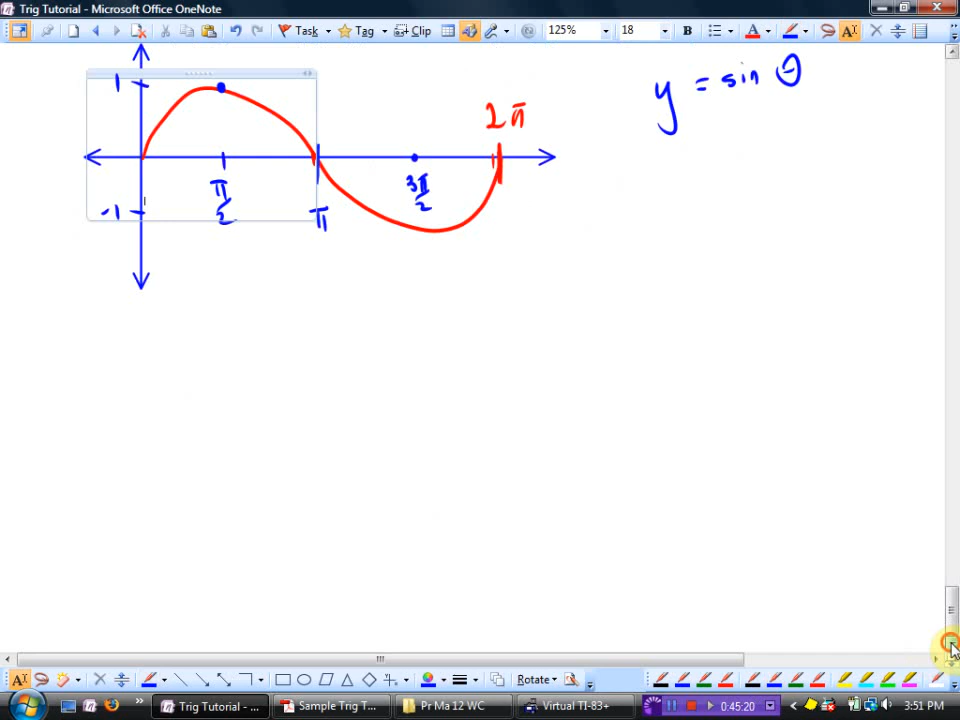 Trig Tutorial - Microsoft Office OneNote
Task Tag Clip 125% 18 B A
1
y = sin θ
2π
π/2
3π/2
-1
π
Rotate
Trig Tutorial - ... Sample Trig T... Pr Ma 12 WC Virtual TI-83+ 0:45:20 3:51 PM